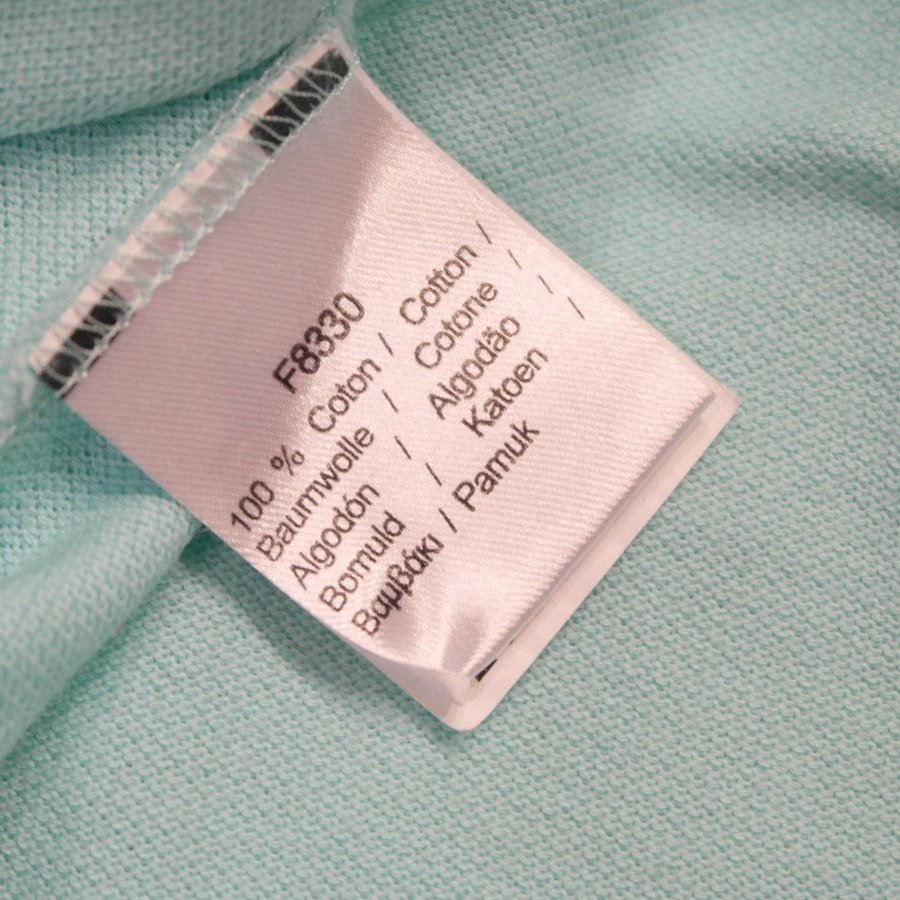 F8330
100 % Coton / Cotton /
Baumwolle / Cotone /
Algodón / Algodão /
Bomuld / Katoen /
Βαμβάκι / Pamuk